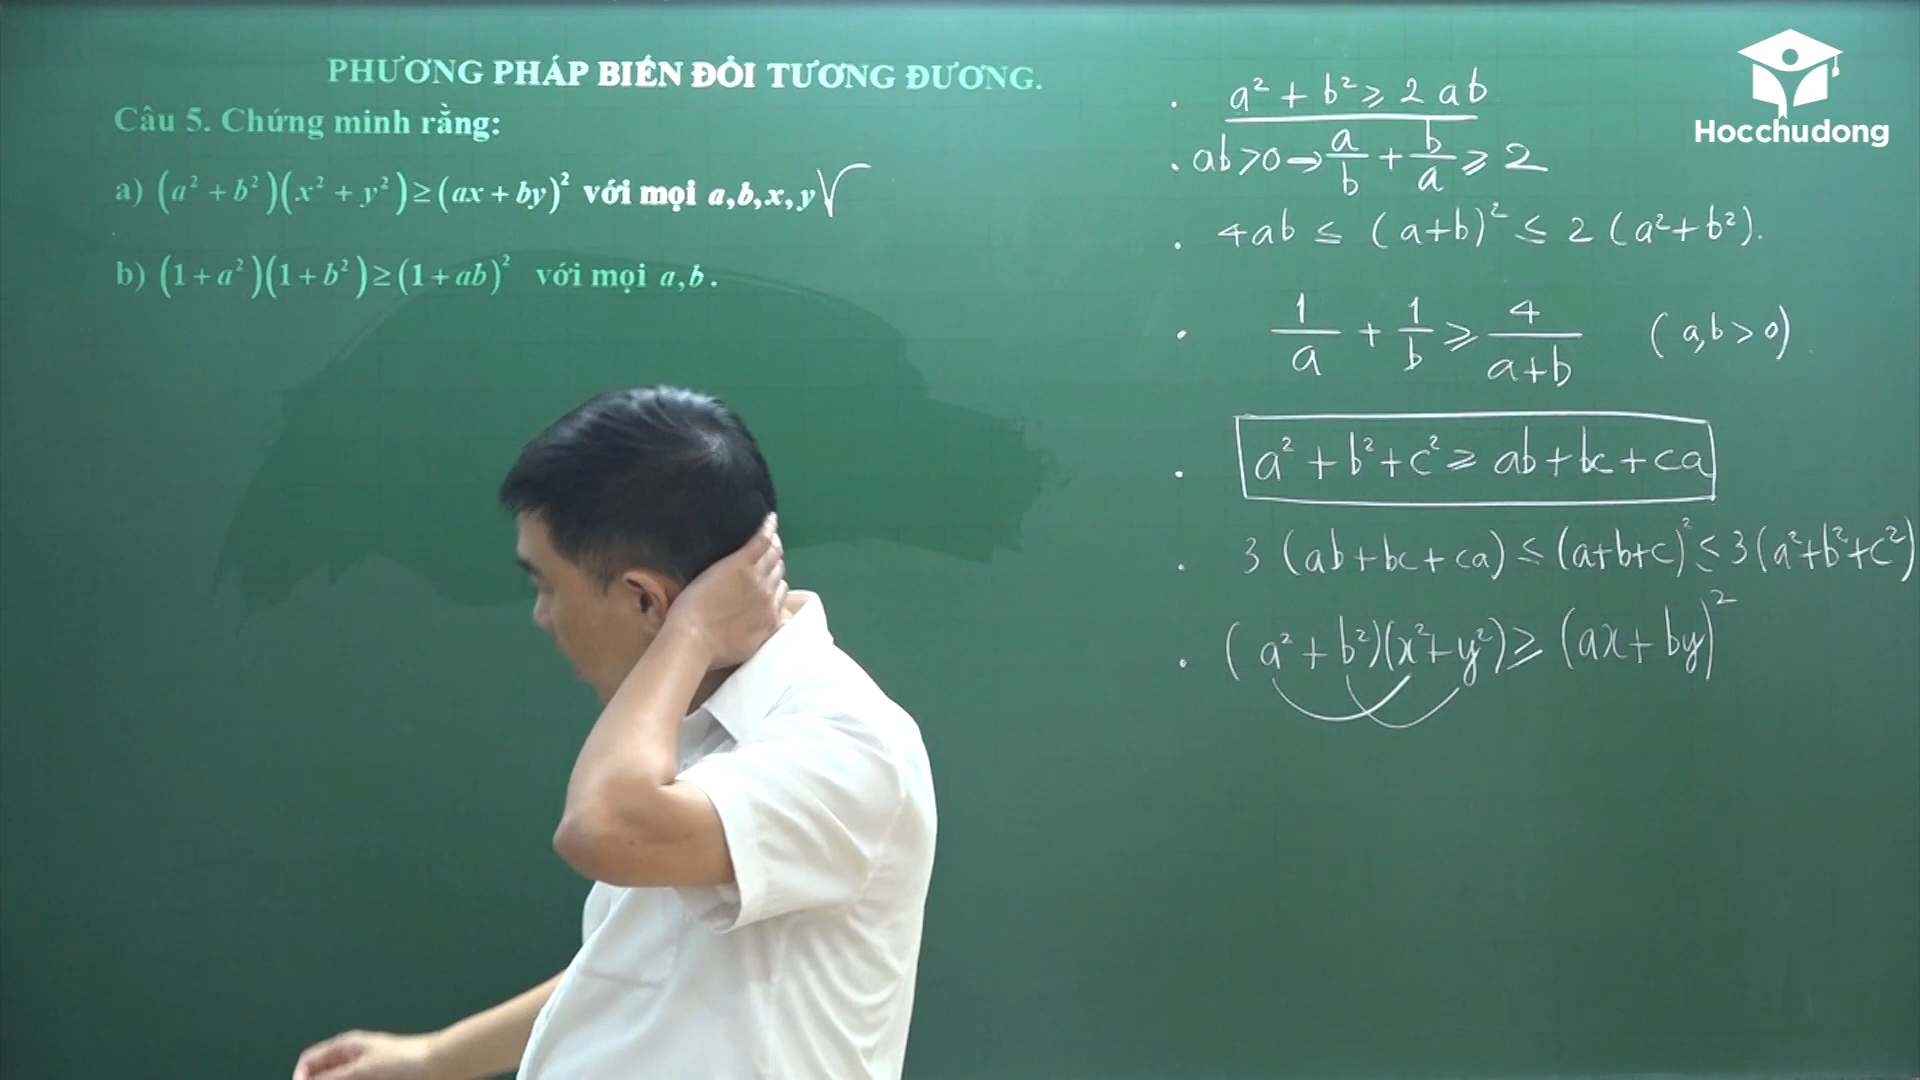 PHƯƠNG PHÁP BIẾN ĐỔI TƯƠNG ĐƯƠNG.
Câu 5. Chứng minh rằng:
a) (a² + b²)(x² + y²) ≥ (ax + by)² với mọi a,b,x,y √
b) (1 + a²)(1 + b²) ≥ (1 + ab)² với mọi a,b.
Hocchudong
. a² + b² ≥ 2 ab
. ab > 0 → a/b + b/a ≥ 2
. 4ab ≤ (a+b)² ≤ 2 (a² + b²).
. 1/a + 1/b ≥ 4/(a+b) (a,b > 0)
. a² + b² + c² ≥ ab + bc + ca
. 3 (ab + bc + ca) ≤ (a+b+c)² ≤ 3(a²+b²+c²)
. (a² + b²)(x² + y²) ≥ (ax + by)²